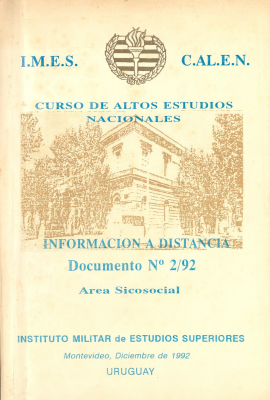 I.M.E.S. C.AL.E.N.
CURSO DE ALTOS ESTUDIOS
NACIONALES
INFORMACION A DISTANCIA
Documento Nº 2/92
Area Sicosocial
INSTITUTO MILITAR de ESTUDIOS SUPERIORES
Montevideo, Diciembre de 1992
URUGUAY